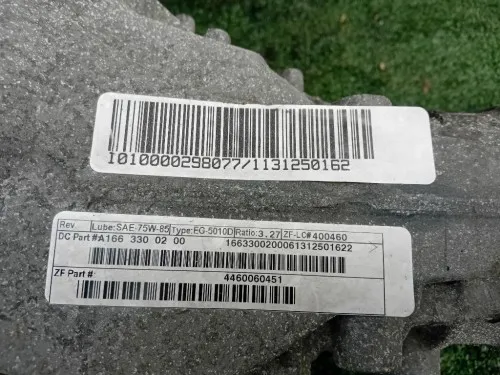 I010000298077/1131250162
Rev. Lube:SAE-75W-85 Type:EG-5010D Ratio:3.27 ZF-LC#400460
DC Part #A166 330 02 00 1663300200061312501622
ZF Part #: 4460060451